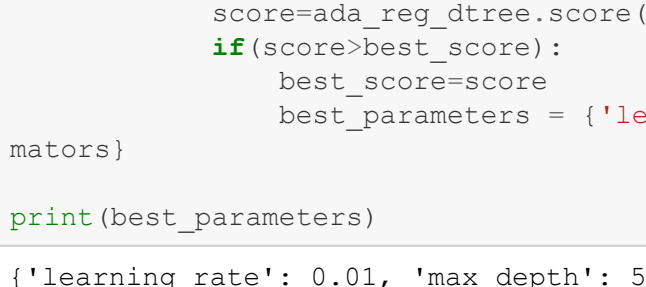 score=ada_reg_dtree.score(
if(score>best_score):
best_score=score
best_parameters = {'le
mators}
print(best_parameters)
{'learning rate': 0.01, 'max depth': 5